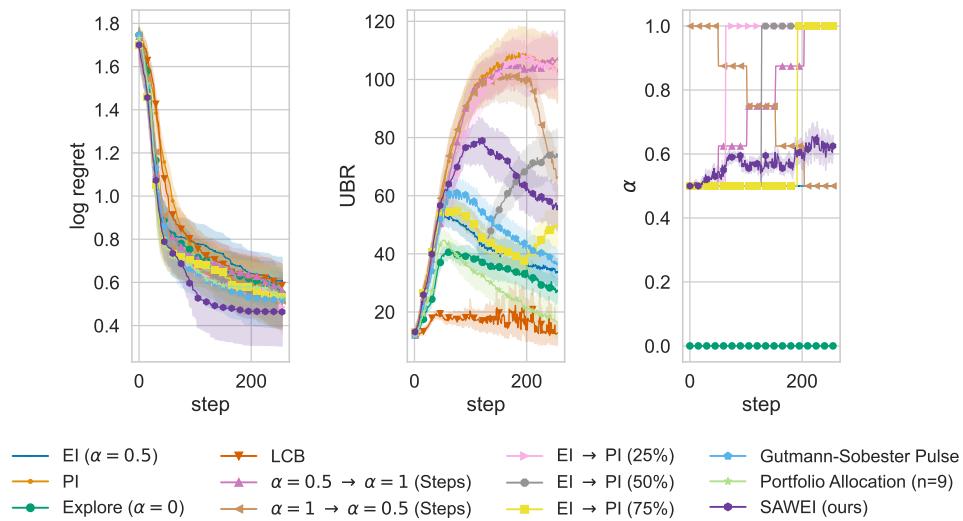 log regret
1.8
1.6
1.4
1.2
1.0
0.8
0.6
0.4
0
200
step
UBR
120
100
80
60
40
20
0
200
step
α
1.0
0.8
0.6
0.4
0.2
0.0
0
200
step
EI (α = 0.5)
PI
Explore (α = 0)
LCB
α = 0.5 → α = 1 (Steps)
α = 1 → α = 0.5 (Steps)
EI → PI (25%)
EI → PI (50%)
EI → PI (75%)
Gutmann-Sobester Pulse
Portfolio Allocation (n=9)
SAWEI (ours)